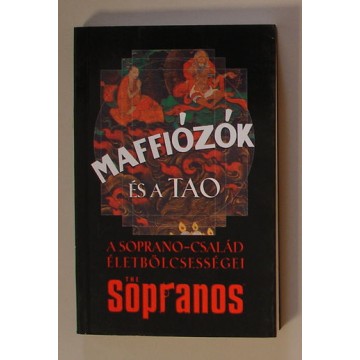 MAFFIÓZÓK
ÉS A TAO
A SOPRANO-CSALÁD
ÉLETBÖLCSESSÉGEI
THE
Sopranos